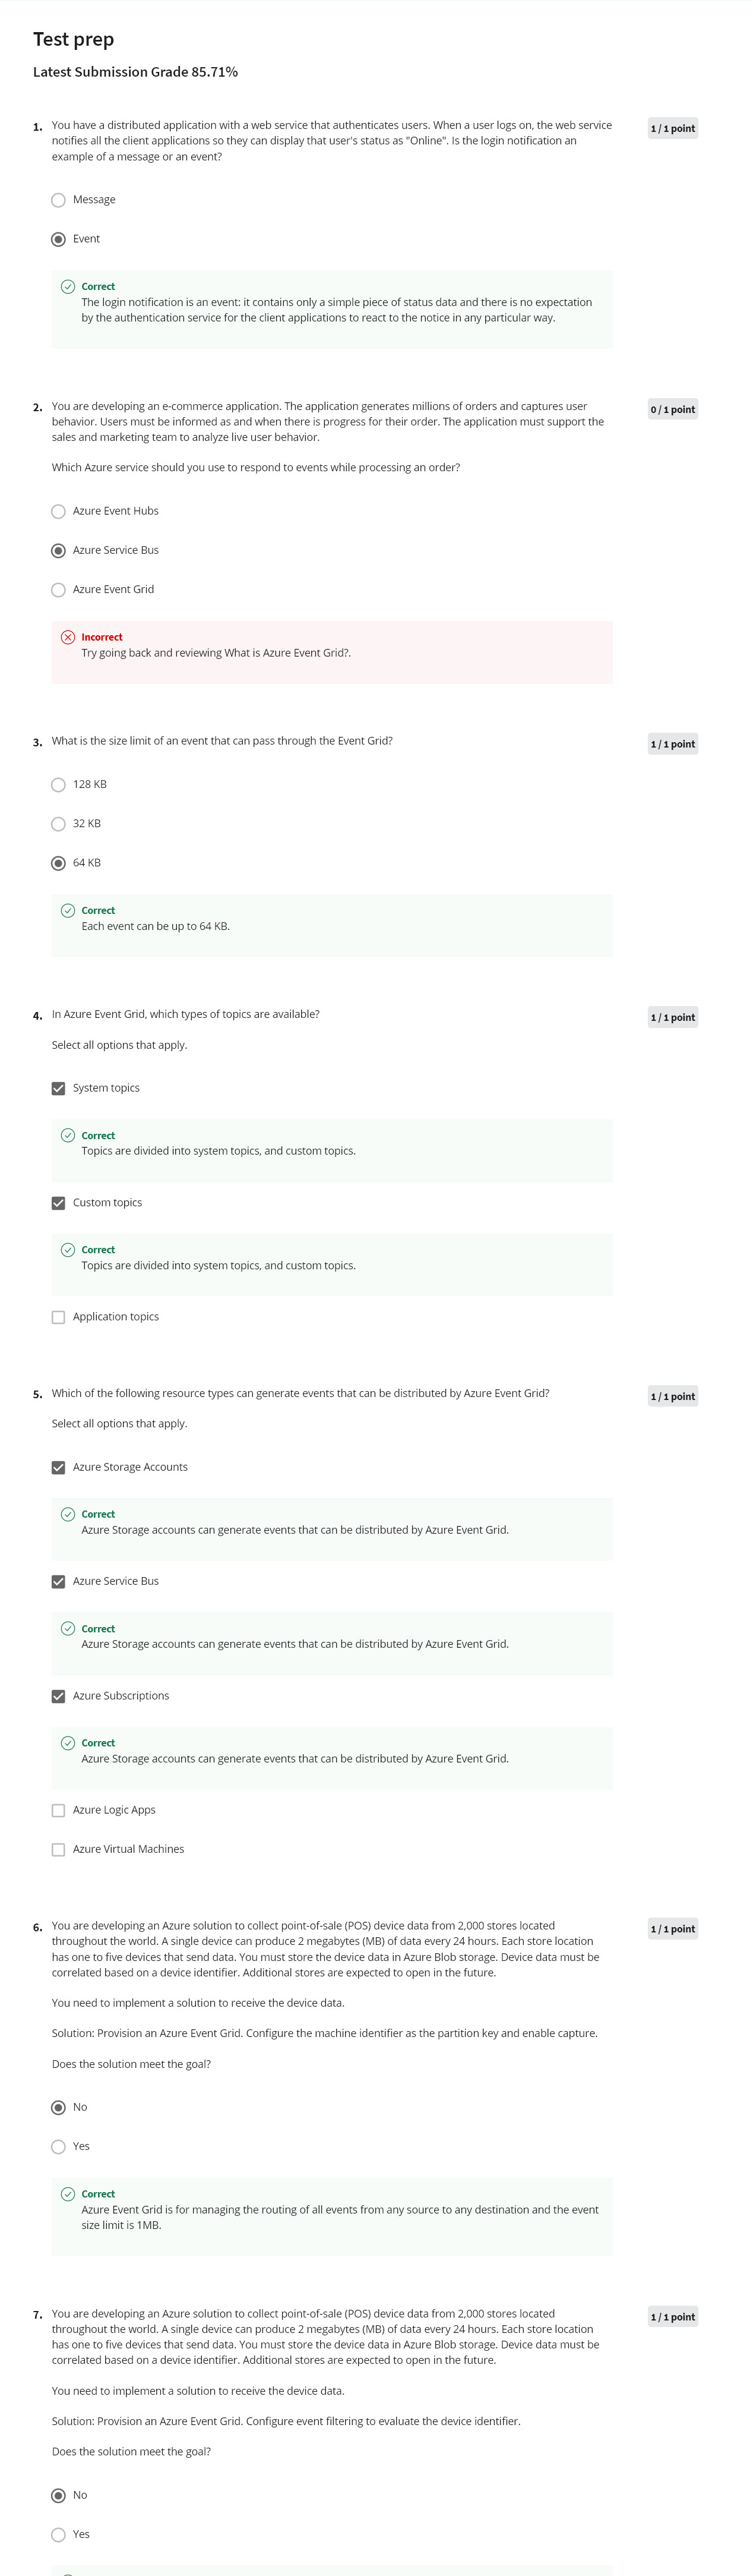 Test prep
Latest Submission Grade 85.71%
1. You have a distributed application with a web service that authenticates users. When a user logs on, the web service
notifies all the client applications so they can display that user's status as "Online". Is the login notification an
example of a message or an event?
1 / 1 point
Message
Event
Correct
The login notification is an event: it contains only a simple piece of status data and there is no expectation
by the authentication service for the client applications to react to the notice in any particular way.
2. You are developing an e-commerce application. The application generates millions of orders and captures user
behavior. Users must be informed as and when there is progress for their order. The application must support the
sales and marketing team to analyze live user behavior.
0 / 1 point
Which Azure service should you use to respond to events while processing an order?
Azure Event Hubs
Azure Service Bus
Azure Event Grid
Incorrect
Try going back and reviewing What is Azure Event Grid?.
3. What is the size limit of an event that can pass through the Event Grid?
1 / 1 point
128 KB
32 KB
64 KB
Correct
Each event can be up to 64 KB.
4. In Azure Event Grid, which types of topics are available?
1 / 1 point
Select all options that apply.
System topics
Correct
Topics are divided into system topics, and custom topics.
Custom topics
Correct
Topics are divided into system topics, and custom topics.
Application topics
5. Which of the following resource types can generate events that can be distributed by Azure Event Grid?
1 / 1 point
Select all options that apply.
Azure Storage Accounts
Correct
Azure Storage accounts can generate events that can be distributed by Azure Event Grid.
Azure Service Bus
Correct
Azure Storage accounts can generate events that can be distributed by Azure Event Grid.
Azure Subscriptions
Correct
Azure Storage accounts can generate events that can be distributed by Azure Event Grid.
Azure Logic Apps
Azure Virtual Machines
6. You are developing an Azure solution to collect point-of-sale (POS) device data from 2,000 stores located
throughout the world. A single device can produce 2 megabytes (MB) of data every 24 hours. Each store location
has one to five devices that send data. You must store the device data in Azure Blob storage. Device data must be
correlated based on a device identifier. Additional stores are expected to open in the future.
1 / 1 point
You need to implement a solution to receive the device data.
Solution: Provision an Azure Event Grid. Configure the machine identifier as the partition key and enable capture.
Does the solution meet the goal?
No
Yes
Correct
Azure Event Grid is for managing the routing of all events from any source to any destination and the event
size limit is 1MB.
7. You are developing an Azure solution to collect point-of-sale (POS) device data from 2,000 stores located
throughout the world. A single device can produce 2 megabytes (MB) of data every 24 hours. Each store location
has one to five devices that send data. You must store the device data in Azure Blob storage. Device data must be
correlated based on a device identifier. Additional stores are expected to open in the future.
1 / 1 point
You need to implement a solution to receive the device data.
Solution: Provision an Azure Event Grid. Configure event filtering to evaluate the device identifier.
Does the solution meet the goal?
No
Yes